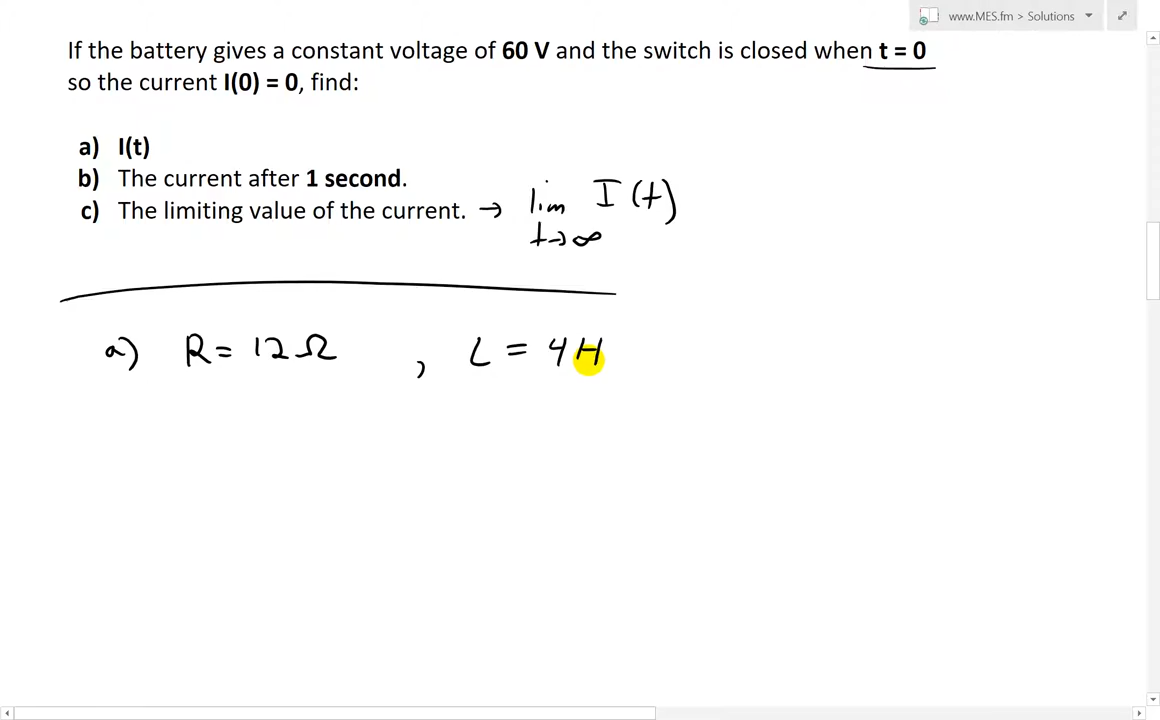 www.MES.fm > Solutions
If the battery gives a constant voltage of 60 V and the switch is closed when t = 0
so the current I(0) = 0, find:
a) I(t)
b) The current after 1 second.
c) The limiting value of the current. → lim I(t)
t→∞
a) R = 12 Ω , L = 4 H